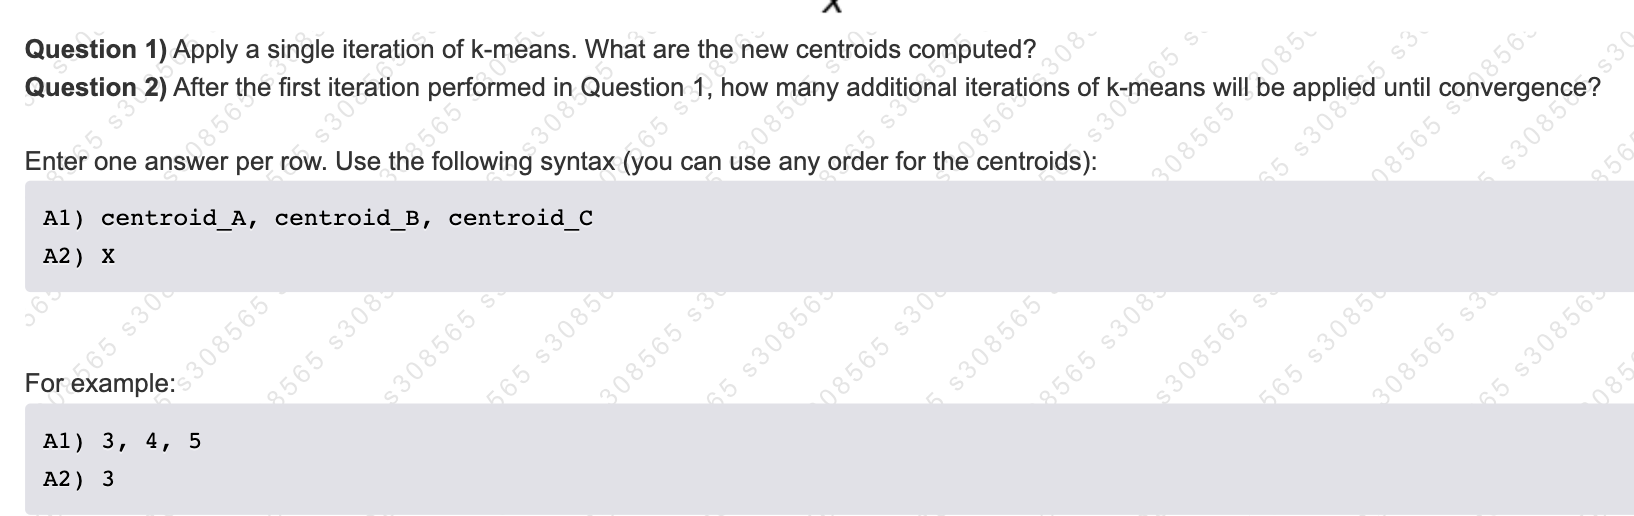 x
Question 1) Apply a single iteration of k-means. What are the new centroids computed?
Question 2) After the first iteration performed in Question 1, how many additional iterations of k-means will be applied until convergence?
Enter one answer per row. Use the following syntax (you can use any order for the centroids):
A1) centroid_A, centroid_B, centroid_C
A2) X
For example:
A1) 3, 4, 5
A2) 3
s308565